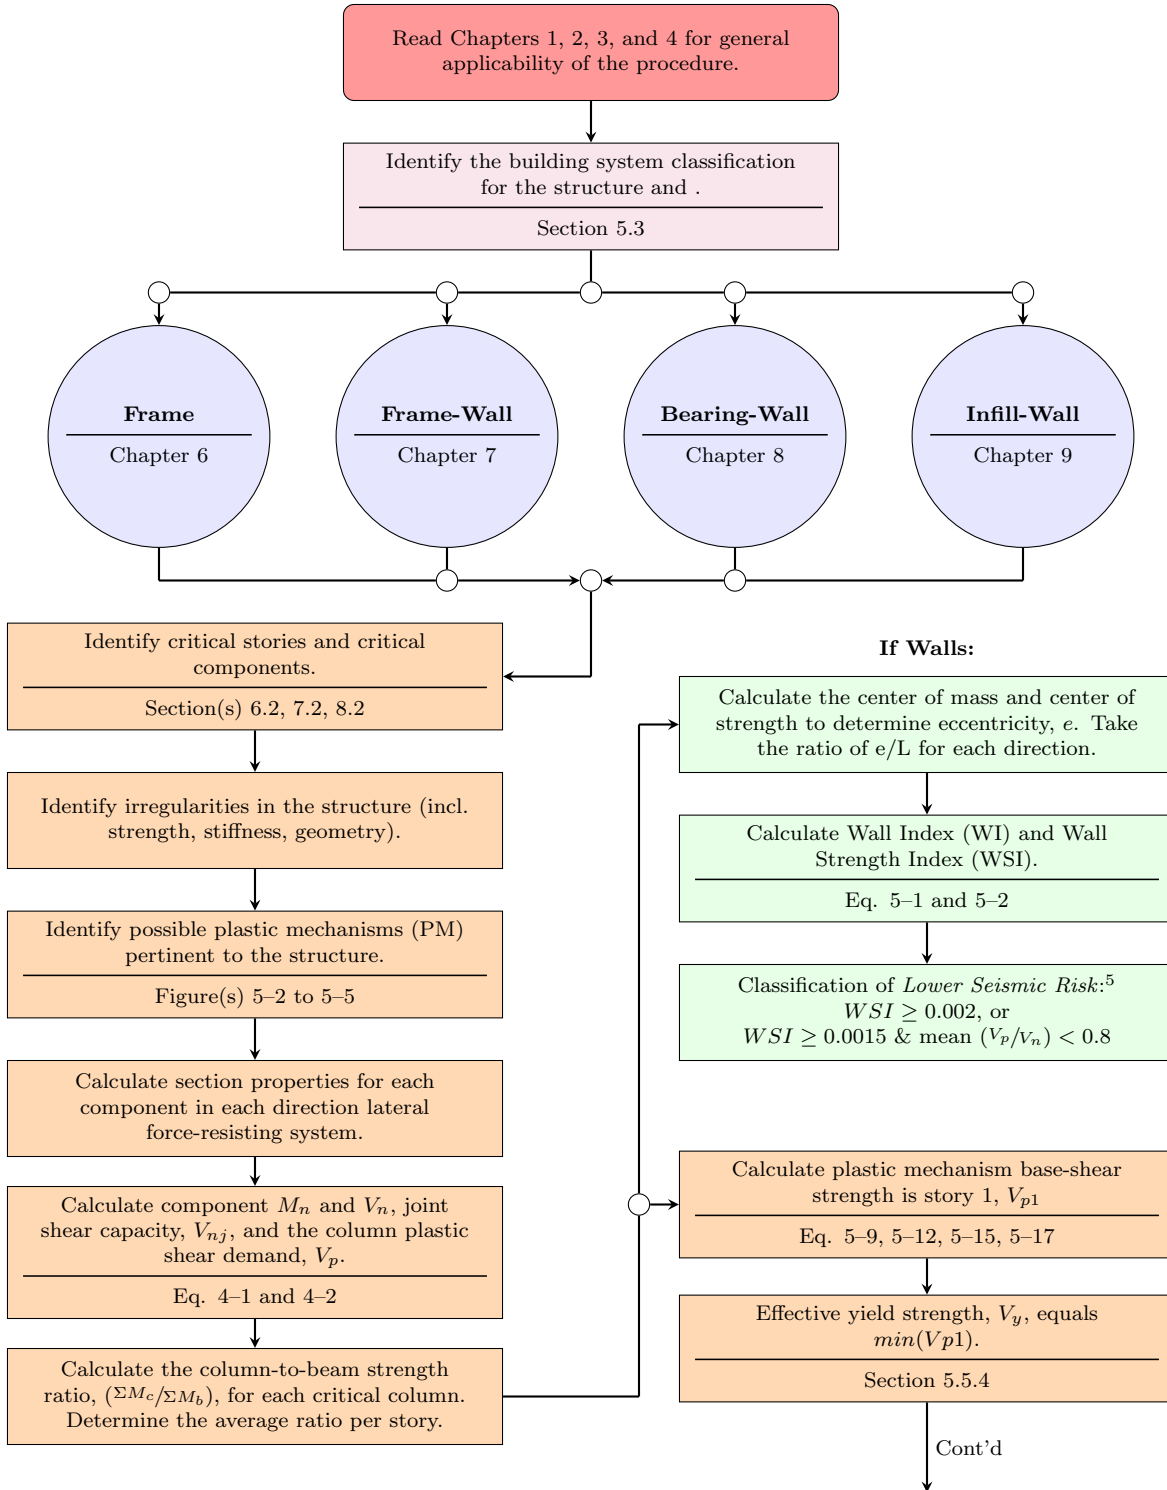 Read Chapters 1, 2, 3, and 4 for general
applicability of the procedure.
Identify the building system classification
for the structure and .
Section 5.3
Frame
Chapter 6
Frame-Wall
Chapter 7
Bearing-Wall
Chapter 8
Infill-Wall
Chapter 9
Identify critical stories and critical
components.
Section(s) 6.2, 7.2, 8.2
Identify irregularities in the structure (incl.
strength, stiffness, geometry).
Identify possible plastic mechanisms (PM)
pertinent to the structure.
Figure(s) 5–2 to 5–5
Calculate section properties for each
component in each direction lateral
force-resisting system.
Calculate component Mₙ and Vₙ, joint
shear capacity, Vₙⱼ, and the column plastic
shear demand, Vₚ.
Eq. 4–1 and 4–2
Calculate the column-to-beam strength
ratio, (ΣM_c/ΣM_b), for each critical column.
Determine the average ratio per story.
If Walls:
Calculate the center of mass and center of
strength to determine eccentricity, e. Take
the ratio of e/L for each direction.
Calculate Wall Index (WI) and Wall
Strength Index (WSI).
Eq. 5–1 and 5–2
Classification of Lower Seismic Risk:⁵
WSI ≥ 0.002, or
WSI ≥ 0.0015 & mean (Vₚ/Vₙ) < 0.8
Calculate plastic mechanism base-shear
strength is story 1, Vₚ₁
Eq. 5–9, 5–12, 5–15, 5–17
Effective yield strength, V_y, equals
min(Vp1).
Section 5.5.4
Cont'd